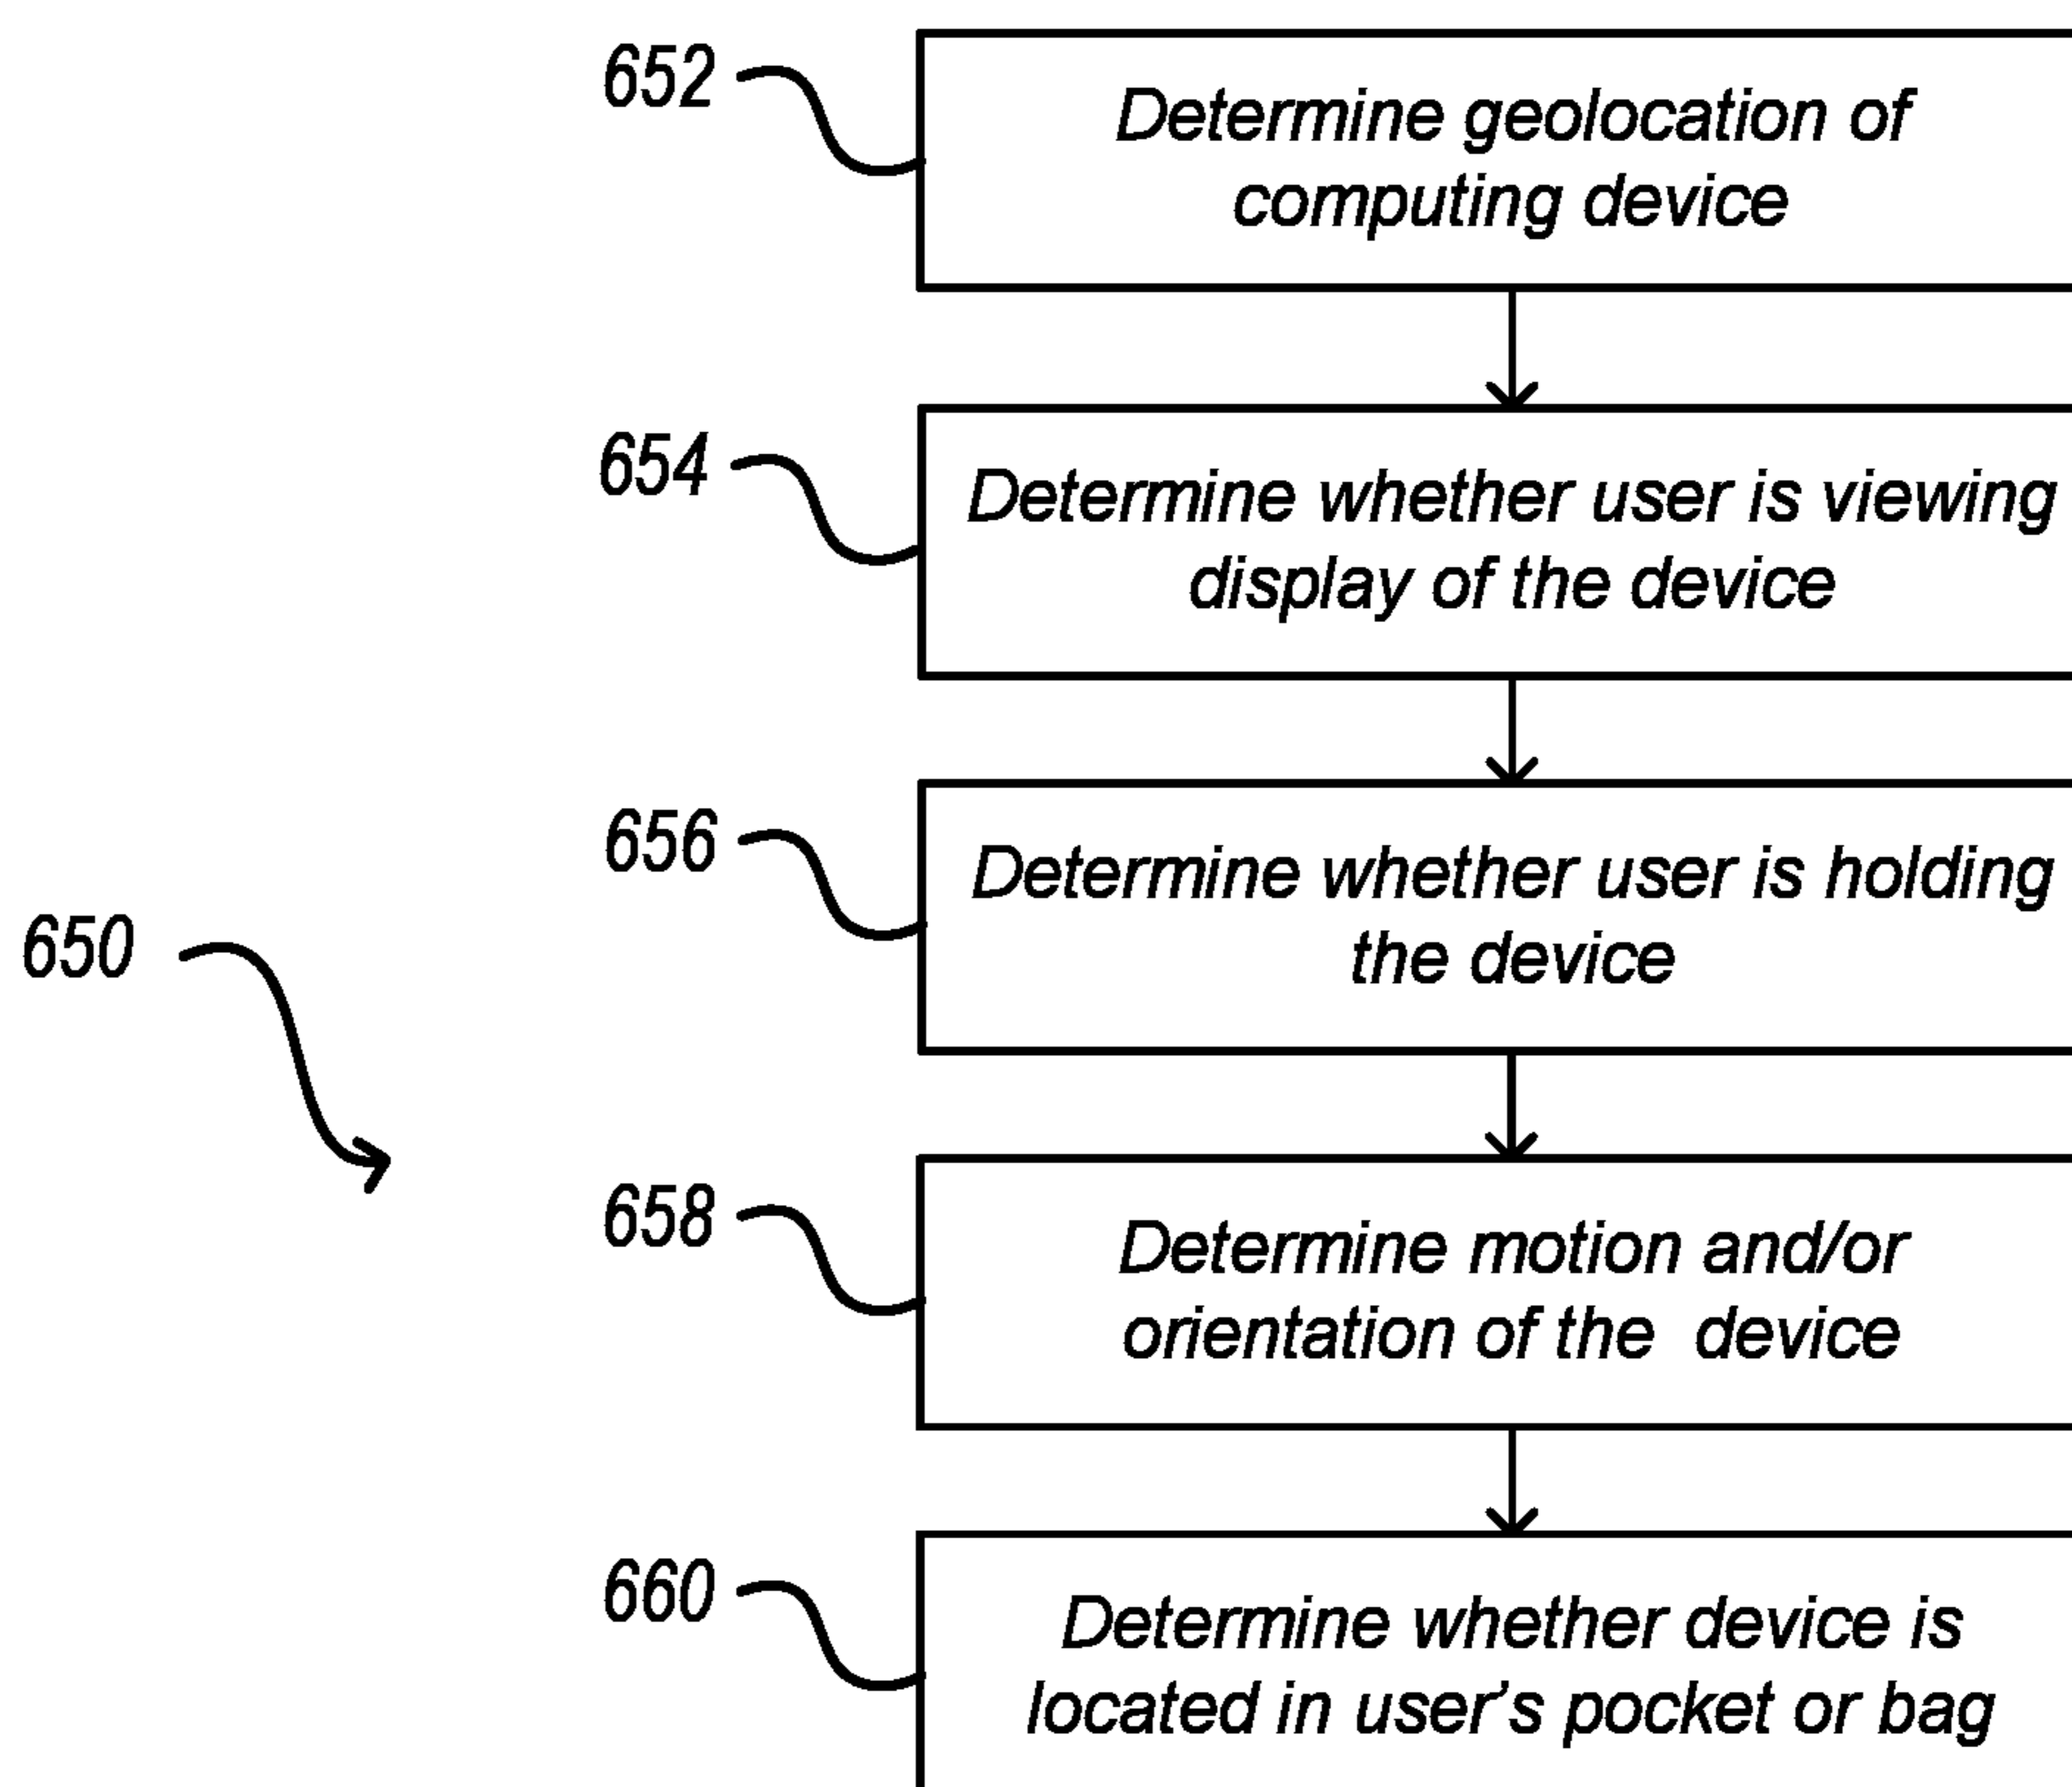 652
Determine geolocation of
computing device
654
Determine whether user is viewing
display of the device
656
Determine whether user is holding
the device
650
658
Determine motion and/or
orientation of the device
660
Determine whether device is
located in user's pocket or bag